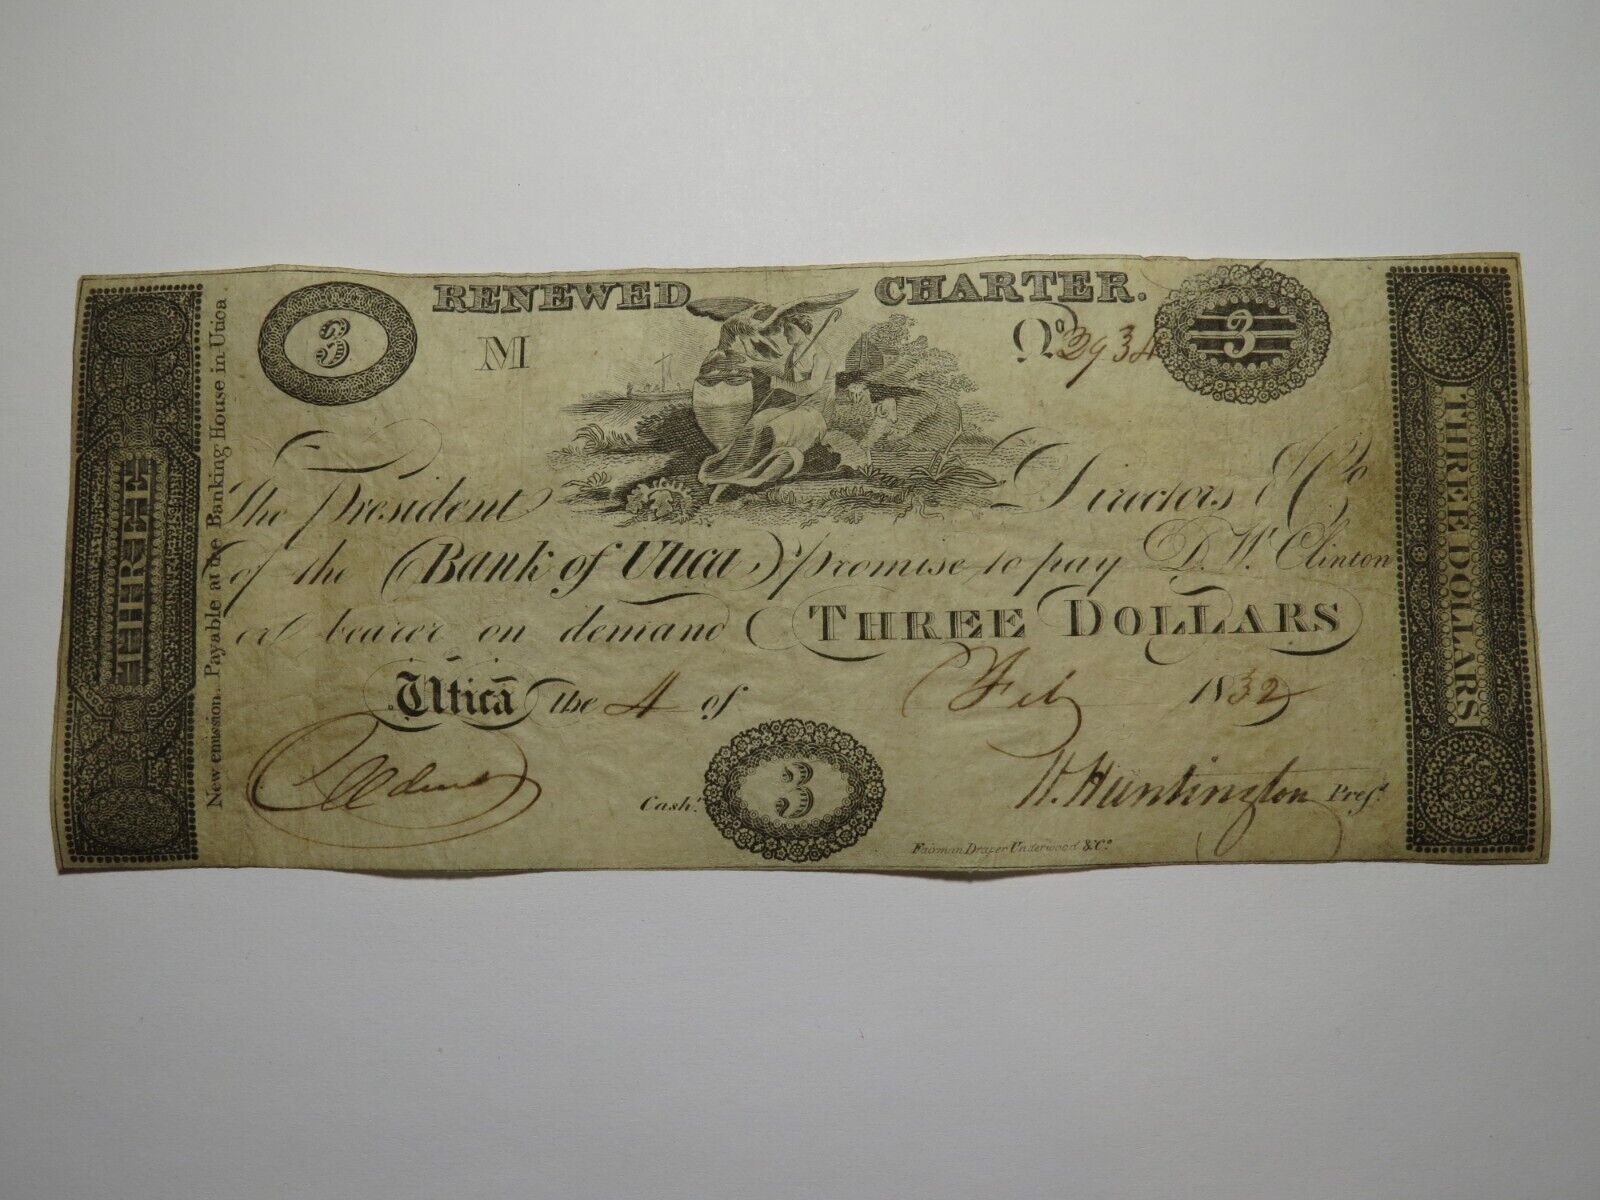 RENEWED CHARTER.
3
M
No. 2934
3
The President Directors & Co.
of the Bank of Utica promise to pay D. W. Clinton
or bearer on demand THREE DOLLARS
Utica the 4 of Feb 1832
Cashr.
3
H. Huntington Prest.
Fairman Draper Underwood & Co.
THREE
New emission. Payable at the Banking House in Utica
THREE DOLLARS